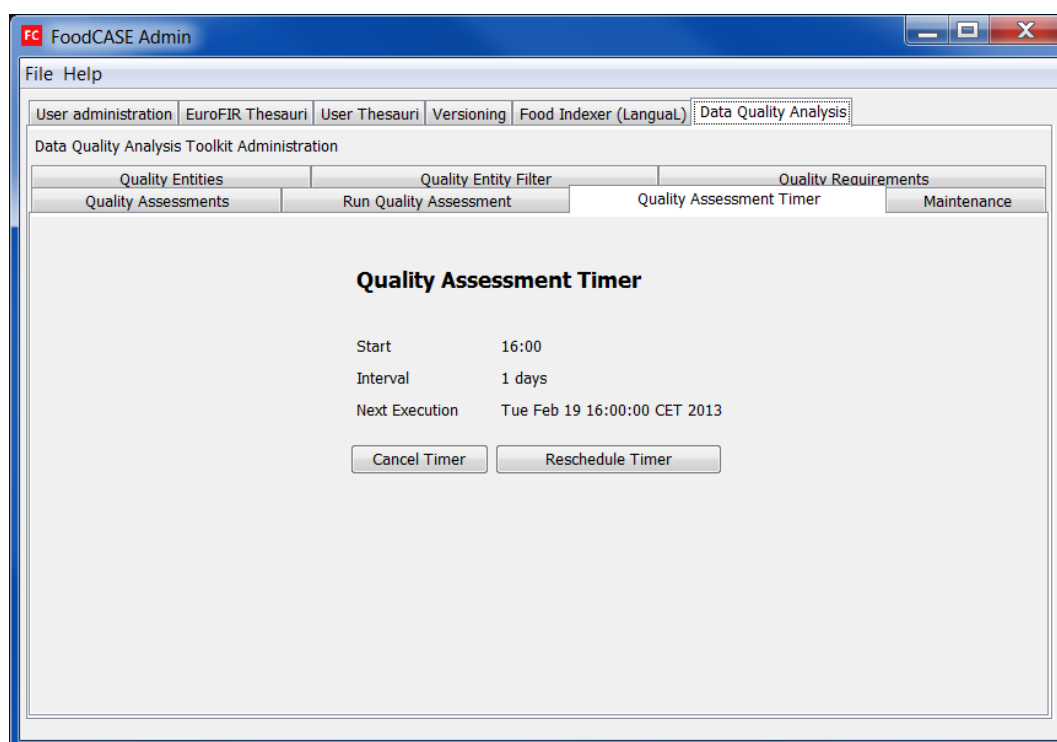 FC FoodCASE Admin
File Help
User administration EuroFIR Thesauri User Thesauri Versioning Food Indexer (LanguaL) Data Quality Analysis
Data Quality Analysis Toolkit Administration
Quality Entities Quality Entity Filter Quality Requirements
Quality Assessments Run Quality Assessment Quality Assessment Timer Maintenance
Quality Assessment Timer
Start 16:00
Interval 1 days
Next Execution Tue Feb 19 16:00:00 CET 2013
Cancel Timer Reschedule Timer